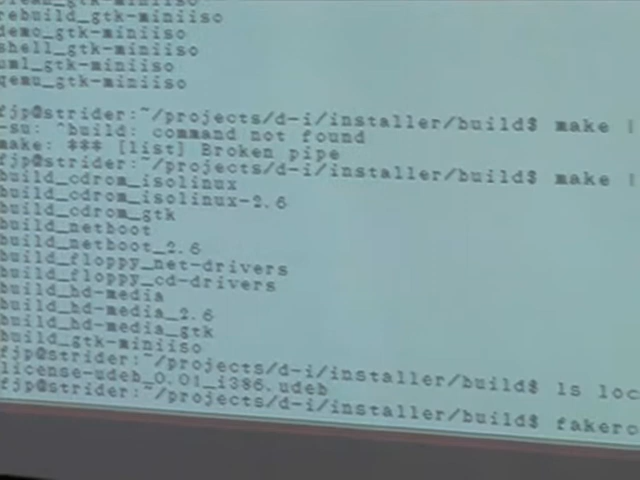 rebuild_gtk-miniiso
demo_gtk-miniiso
shell_gtk-miniiso
uml_gtk-miniiso
qemu_gtk-miniiso
fjp@strider:~/projects/d-i/installer/build$ make |
-su: ^build: command not found
make: *** [list] Broken pipe
fjp@strider:~/projects/d-i/installer/build$ make |
build_cdrom_isolinux
build_cdrom_isolinux-2.6
build_cdrom_gtk
build_netboot
build_netboot_2.6
build_floppy_net-drivers
build_floppy_cd-drivers
build_hd-media
build_hd-media_2.6
build_hd-media_gtk
build_gtk-miniiso
fjp@strider:~/projects/d-i/installer/build$ ls loc
license-udeb_0.01_i386.udeb
fjp@strider:~/projects/d-i/installer/build$ fakero